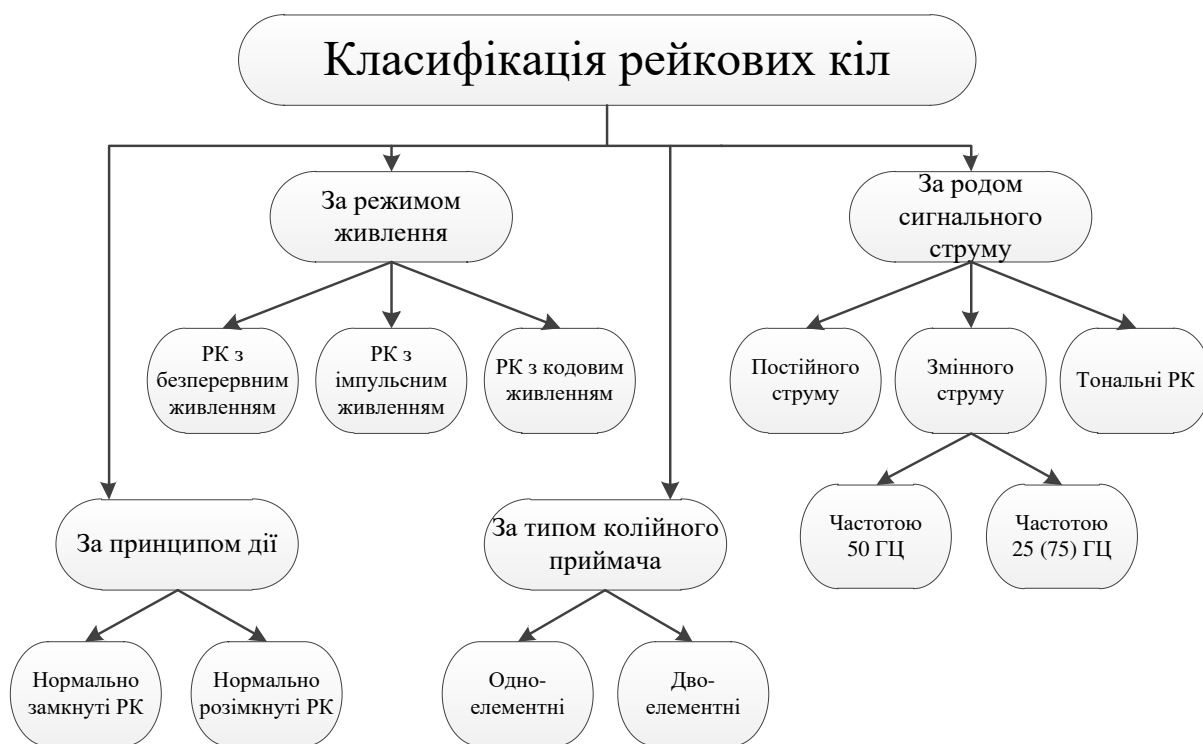 Класифікація рейкових кіл
За режимом
живлення
За родом
сигнального
струму
РК з
безперервним
живленням
РК з
імпульсним
живленням
РК з кодовим
живленням
Постійного
струму
Змінного
струму
Тональні РК
За принципом дії
За типом колійного
приймача
Частотою
50 ГЦ
Частотою
25 (75) ГЦ
Нормально
замкнуті РК
Нормально
розімкнуті РК
Одно-
елементні
Дво-
елементні